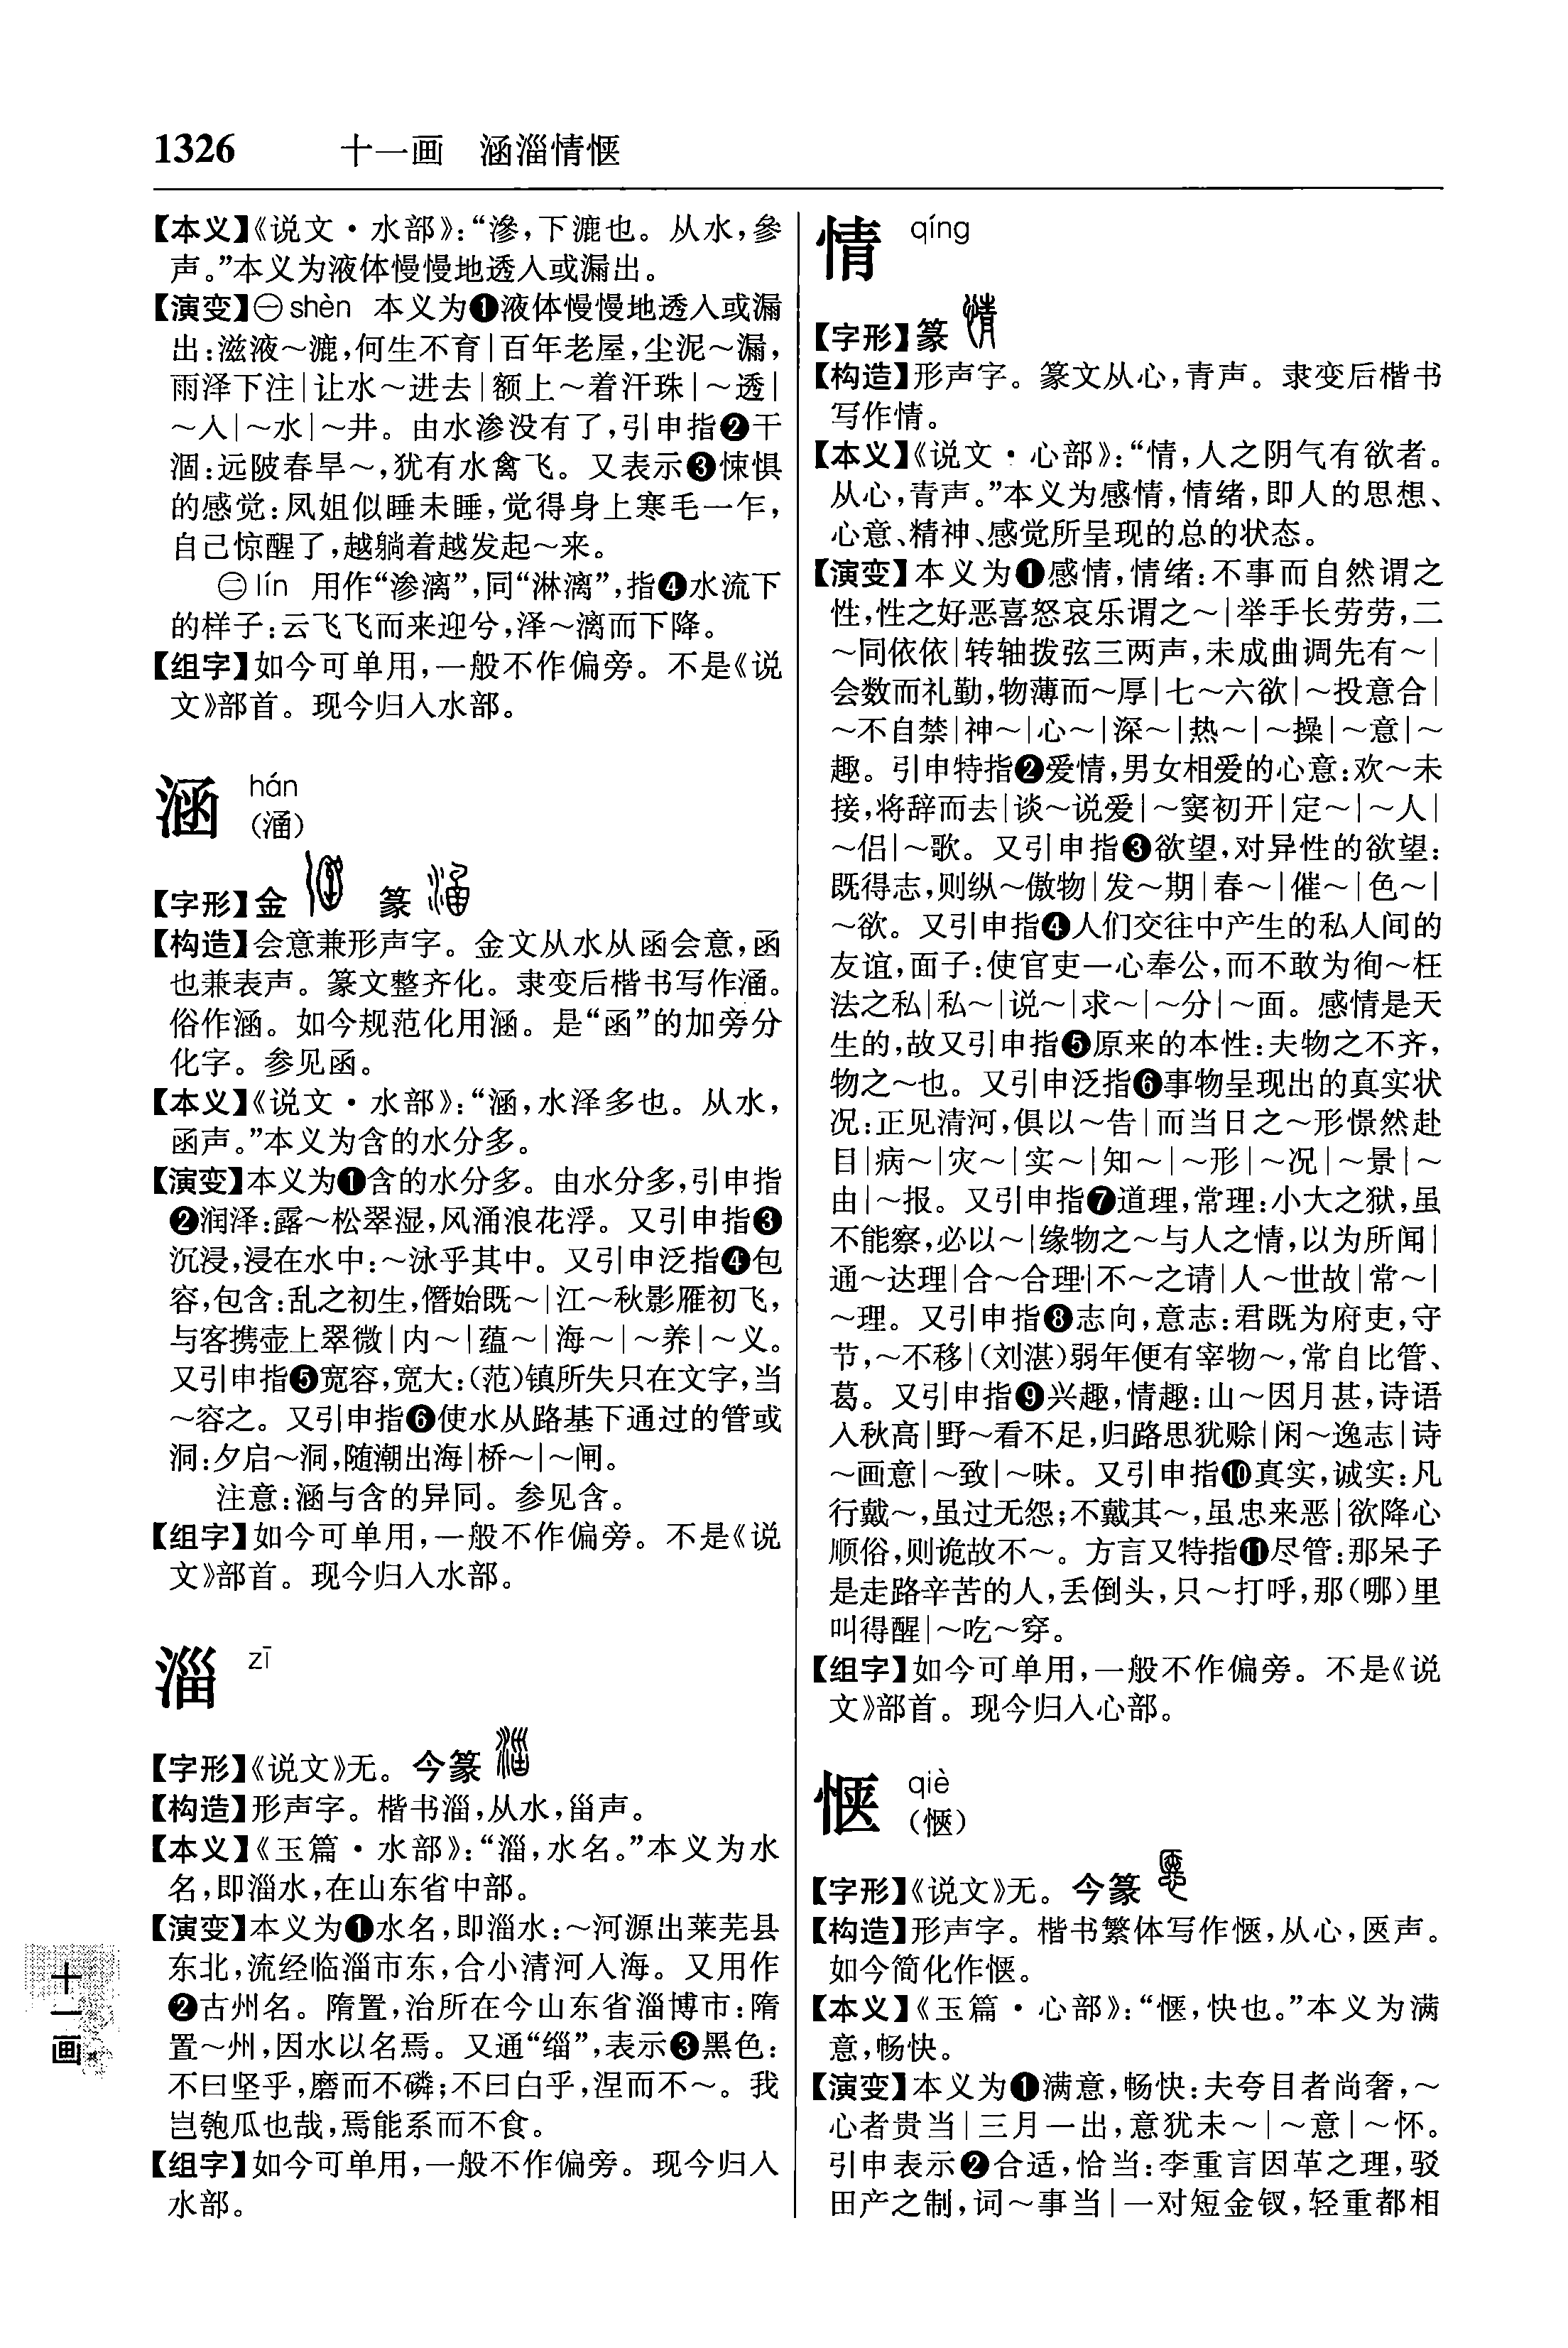 1326 十一画 涵淄情惬
【本义】《说文·水部》：“滲，下漉也。从水，參
声。”本义为液体慢慢地透入或漏出。
【演变】㊀shèn 本义为❶液体慢慢地透入或漏
出：滋液～漉，何生不育|百年老屋，尘泥～漏，
雨泽下注|让水～进去|额上～着汗珠|～透|
～入|～水|～井。由水渗没有了，引申指❷干
涸：远陂春旱～，犹有水禽飞。又表示❸悚惧
的感觉：凤姐似睡未睡，觉得身上寒毛一乍，
自己惊醒了，越躺着越发起～来。
㊁lín 用作“渗漓”，同“淋漓”，指❹水流下
的样子：云飞飞而来迎兮，泽～漓而下降。
【组字】如今可单用，一般不作偏旁。不是《说
文》部首。现今归入水部。
涵 hán
（㴠）
【字形】金 篆
【构造】会意兼形声字。金文从水从函会意，函
也兼表声。篆文整齐化。隶变后楷书写作㴠。
俗作涵。如今规范化用涵。是“函”的加旁分
化字。参见函。
【本义】《说文·水部》：“涵，水泽多也。从水，
函声。”本义为含的水分多。
【演变】本义为❶含的水分多。由水分多，引申指
❷润泽：露～松翠湿，风涌浪花浮。又引申指❸
沉浸，浸在水中：～泳乎其中。又引申泛指❹包
容，包含：乱之初生，僭始既～|江～秋影雁初飞，
与客携壶上翠微|内～|蕴～|海～|～养|～义。
又引申指❺宽容，宽大：（范）镇所失只在文字，当
～容之。又引申指❻使水从路基下通过的管或
洞：夕启～洞，随潮出海|桥～|～闸。
注意：涵与含的异同。参见含。
【组字】如今可单用，一般不作偏旁。不是《说
文》部首。现今归入水部。
淄 zī
【字形】《说文》无。今篆
【构造】形声字。楷书淄，从水，甾声。
【本义】《玉篇·水部》：“淄，水名。”本义为水
名，即淄水，在山东省中部。
【演变】本义为❶水名，即淄水：～河源出莱芜县
东北，流经临淄市东，合小清河入海。又用作
❷古州名。隋置，治所在今山东省淄博市：隋
置～州，因水以名焉。又通“缁”，表示❸黑色：
不曰坚乎，磨而不磷；不曰白乎，涅而不～。我
岂匏瓜也哉，焉能系而不食。
【组字】如今可单用，一般不作偏旁。现今归入
水部。
情 qíng
【字形】篆
【构造】形声字。篆文从心，青声。隶变后楷书
写作情。
【本义】《说文·心部》：“情，人之阴气有欲者。
从心，青声。”本义为感情，情绪，即人的思想、
心意、精神、感觉所呈现的总的状态。
【演变】本义为❶感情，情绪：不事而自然谓之
性，性之好恶喜怒哀乐谓之～|举手长劳劳，二
～同依依|转轴拨弦三两声，未成曲调先有～|
会数而礼勤，物薄而～厚|七～六欲|～投意合|
～不自禁|神～|心～|深～|热～|～操|～意|～
趣。引申特指❷爱情，男女相爱的心意：欢～未
接，将辞而去|谈～说爱|～窦初开|定～|～人|
～侣|～歌。又引申指❸欲望，对异性的欲望：
既得志，则纵～傲物|发～期|春～|催～|色～|
～欲。又引申指❹人们交往中产生的私人间的
友谊，面子：使官吏一心奉公，而不敢为徇～枉
法之私|私～|说～|求～|～分|～面。感情是天
生的，故又引申指❺原来的本性：夫物之不齐，
物之～也。又引申泛指❻事物呈现出的真实状
况：正见清河，俱以～告|而当日之～形憬然赴
目|病～|灾～|实～|知～|～形|～况|～景|～
由|～报。又引申指❼道理，常理：小大之狱，虽
不能察，必以～|缘物之～与人之情，以为所闻|
通～达理|合～合理|不～之请|人～世故|常～|
～理。又引申指❽志向，意志：君既为府吏，守
节，～不移|（刘湛）弱年便有宰物～，常自比管、
葛。又引申指❾兴趣，情趣：山～因月甚，诗语
入秋高|野～看不足，归路思犹赊|闲～逸志|诗
～画意|～致|～味。又引申指❿真实，诚实：凡
行戴～，虽过无怨；不戴其～，虽忠来恶|欲降心
顺俗，则诡故不～。方言又特指⓫尽管：那呆子
是走路辛苦的人，丢倒头，只～打呼，那（哪）里
叫得醒|～吃～穿。
【组字】如今可单用，一般不作偏旁。不是《说
文》部首。现今归入心部。
惬 qiè
（愜）
【字形】《说文》无。今篆
【构造】形声字。楷书繁体写作愜，从心，匧声。
如今简化作惬。
【本义】《玉篇·心部》：“愜，快也。”本义为满
意，畅快。
【演变】本义为❶满意，畅快：夫夸目者尚奢，～
心者贵当|三月一出，意犹未～|～意|～怀。
引申表示❷合适，恰当：李重言因革之理，驳
田产之制，词～事当|一对短金钗，轻重都相
十一画